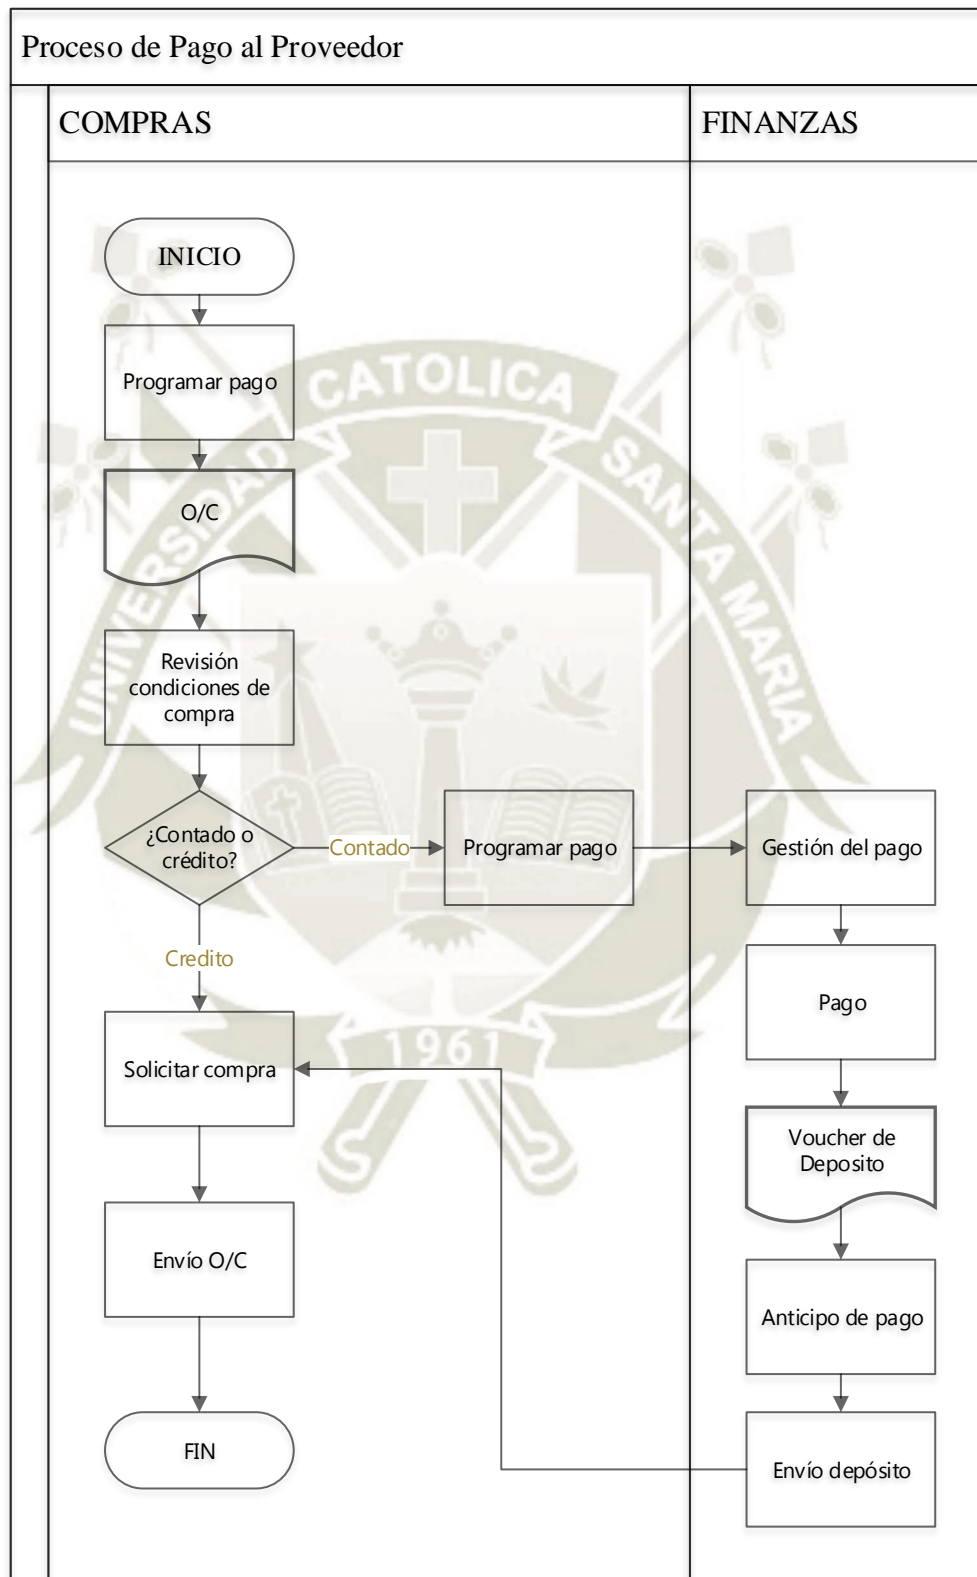 Proceso de Pago al Proveedor
COMPRAS
FINANZAS
INICIO
Programar pago
O/C
Revisión
condiciones de
compra
¿Contado o
crédito?
Contado
Programar pago
Gestión del pago
Credito
Pago
Solicitar compra
Voucher de
Deposito
Envío O/C
Anticipo de pago
FIN
Envío depósito
UNIVERSIDAD CATOLICA SANTA MARIA
1961